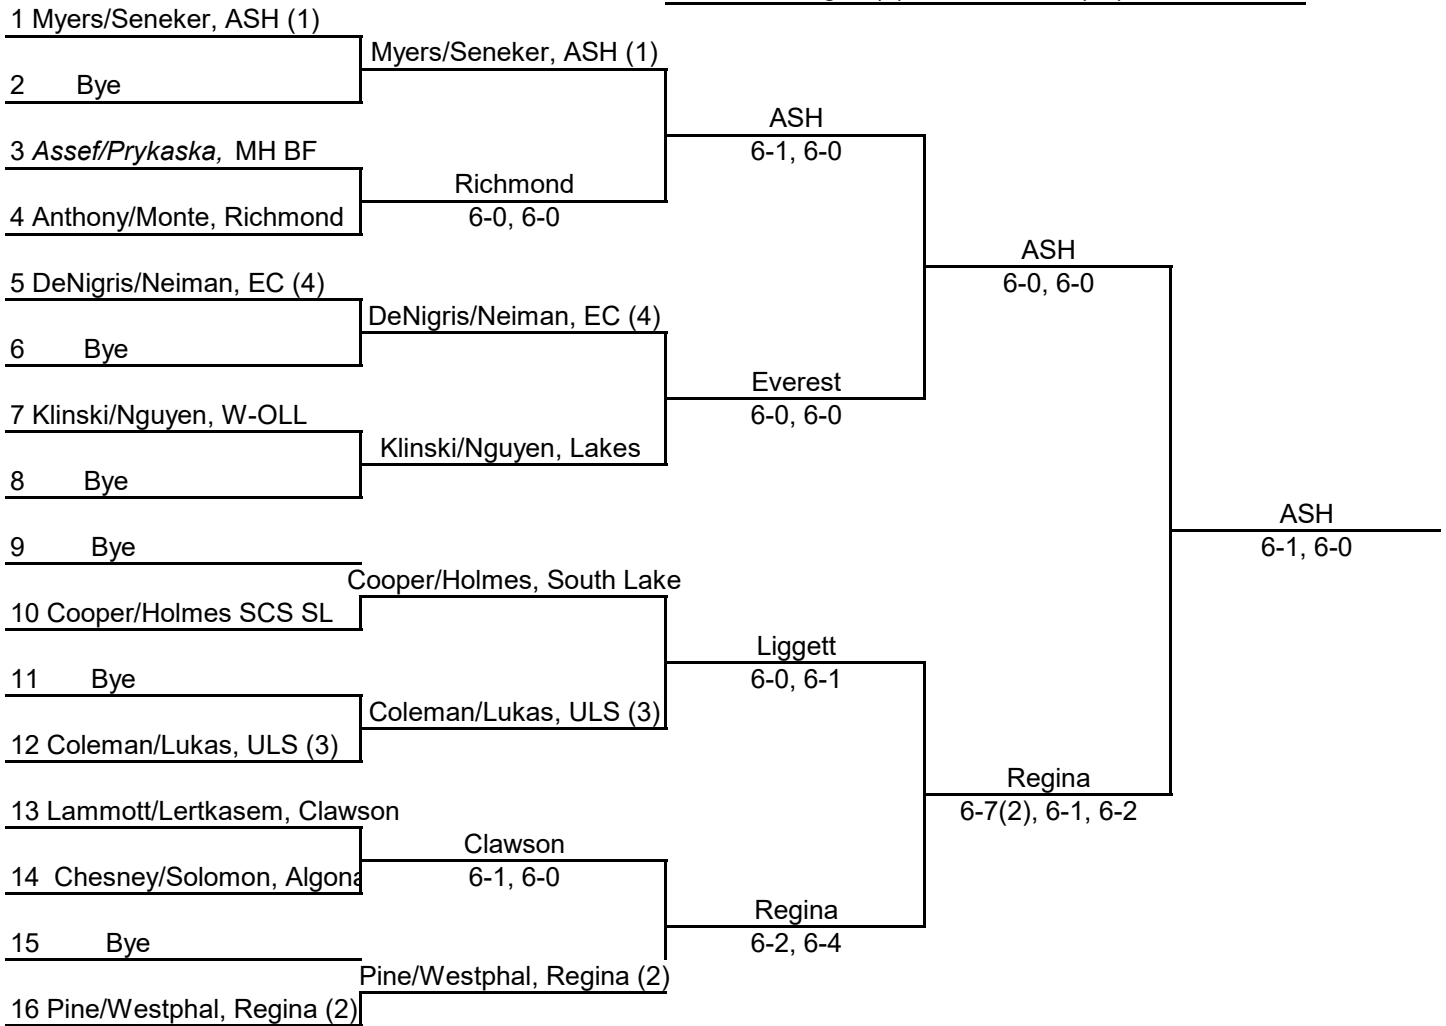 1 Myers/Seneker, ASH (1)
Myers/Seneker, ASH (1)
2 Bye
ASH
6-1, 6-0
3 Assef/Prykaska, MH BF
Richmond
6-0, 6-0
4 Anthony/Monte, Richmond
ASH
6-0, 6-0
5 DeNigris/Neiman, EC (4)
DeNigris/Neiman, EC (4)
6 Bye
Everest
6-0, 6-0
7 Klinski/Nguyen, W-OLL
Klinski/Nguyen, Lakes
8 Bye
ASH
6-1, 6-0
9 Bye
Cooper/Holmes, South Lake
10 Cooper/Holmes SCS SL
Liggett
6-0, 6-1
11 Bye
Coleman/Lukas, ULS (3)
12 Coleman/Lukas, ULS (3)
Regina
6-7(2), 6-1, 6-2
13 Lammott/Lertkasem, Clawson
Clawson
6-1, 6-0
14 Chesney/Solomon, Algona
Regina
6-2, 6-4
15 Bye
Pine/Westphal, Regina (2)
16 Pine/Westphal, Regina (2)